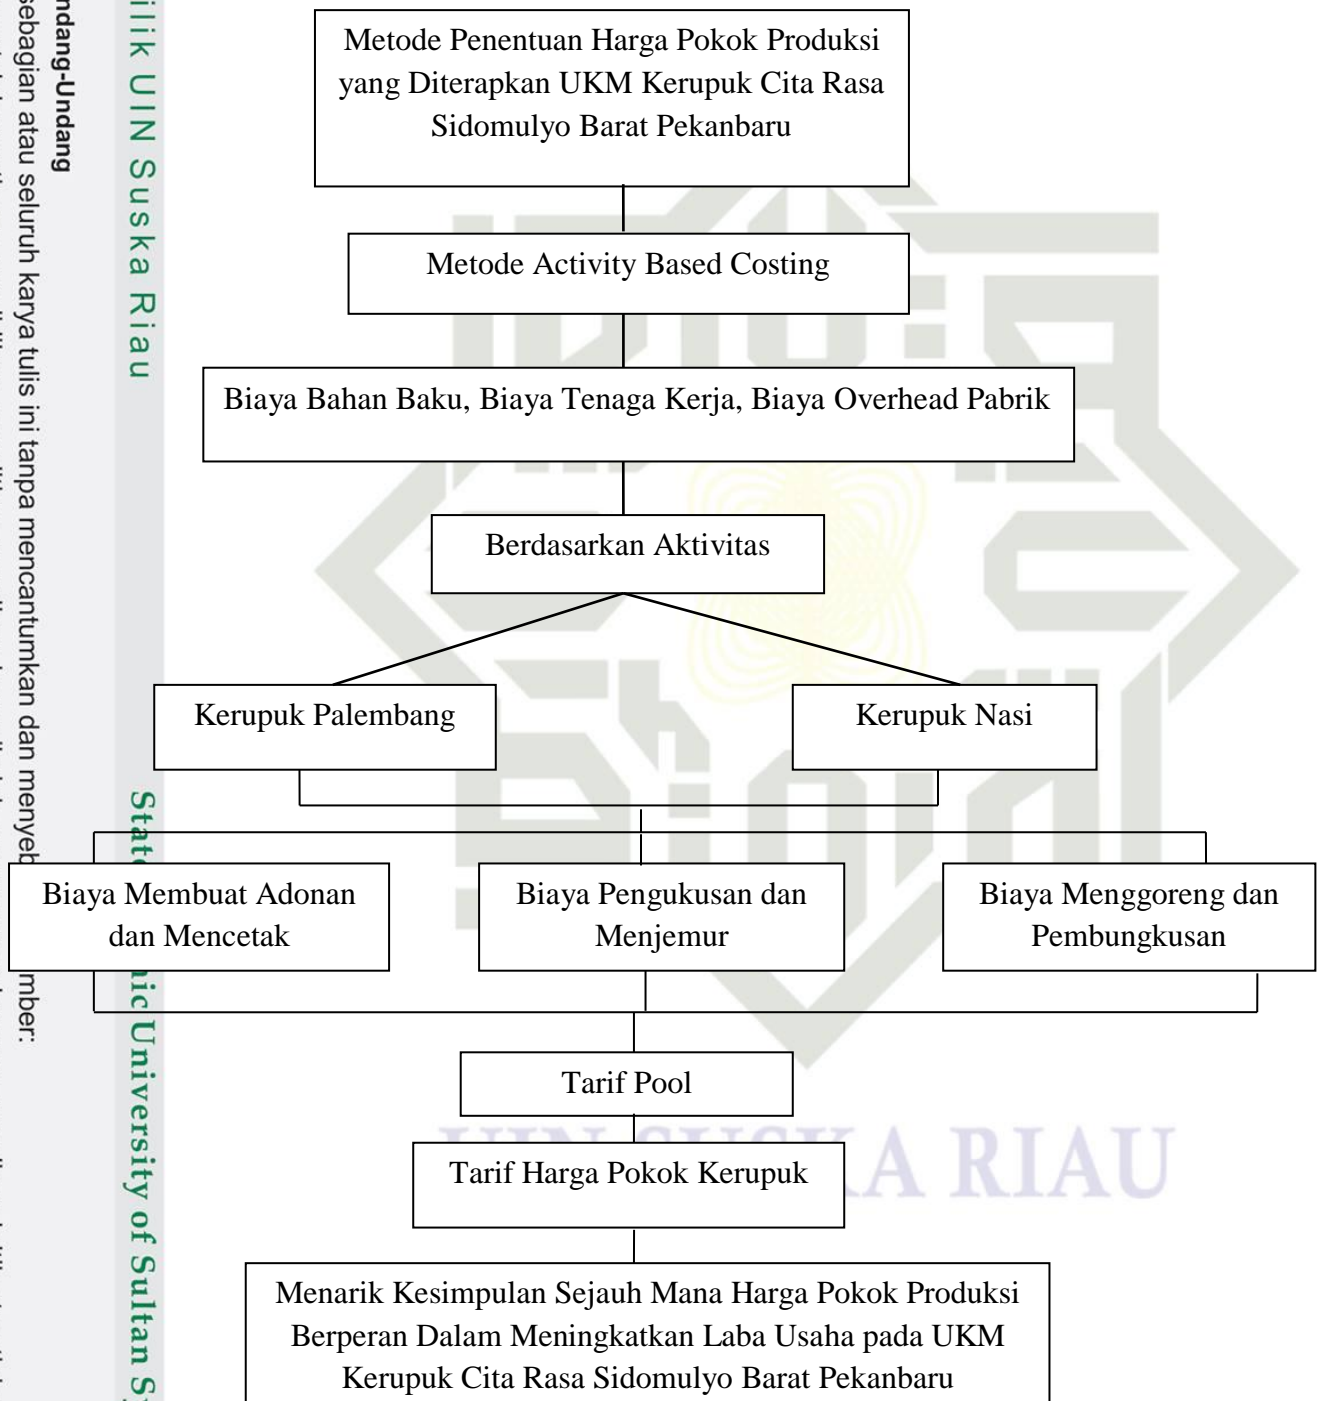 Metode Penentuan Harga Pokok Produksi
yang Diterapkan UKM Kerupuk Cita Rasa
Sidomulyo Barat Pekanbaru
Metode Activity Based Costing
Biaya Bahan Baku, Biaya Tenaga Kerja, Biaya Overhead Pabrik
Berdasarkan Aktivitas
Kerupuk Palembang
Kerupuk Nasi
Biaya Membuat Adonan
dan Mencetak
Biaya Pengukusan dan
Menjemur
Biaya Menggoreng dan
Pembungkusan
Tarif Pool
Tarif Harga Pokok Kerupuk
Menarik Kesimpulan Sejauh Mana Harga Pokok Produksi
Berperan Dalam Meningkatkan Laba Usaha pada UKM
Kerupuk Cita Rasa Sidomulyo Barat Pekanbaru
UIN SUSKA RIAU
ilik UIN Suska Riau
University of Sultan
ndang-Undang
sebagian atau seluruh karya tulis ini tanpa mencantumkan dan menyeb
mber: